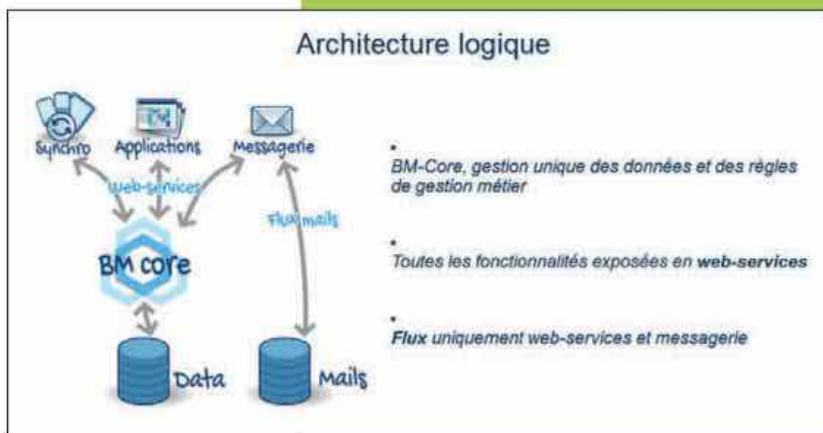 Architecture logique
Synchro
Applications
Messagerie
Web-services
Flux mails
BM core
Data
Mails
BM-Core, gestion unique des données et des règles
de gestion métier
Toutes les fonctionnalités exposées en web-services
Flux uniquement web-services et messagerie